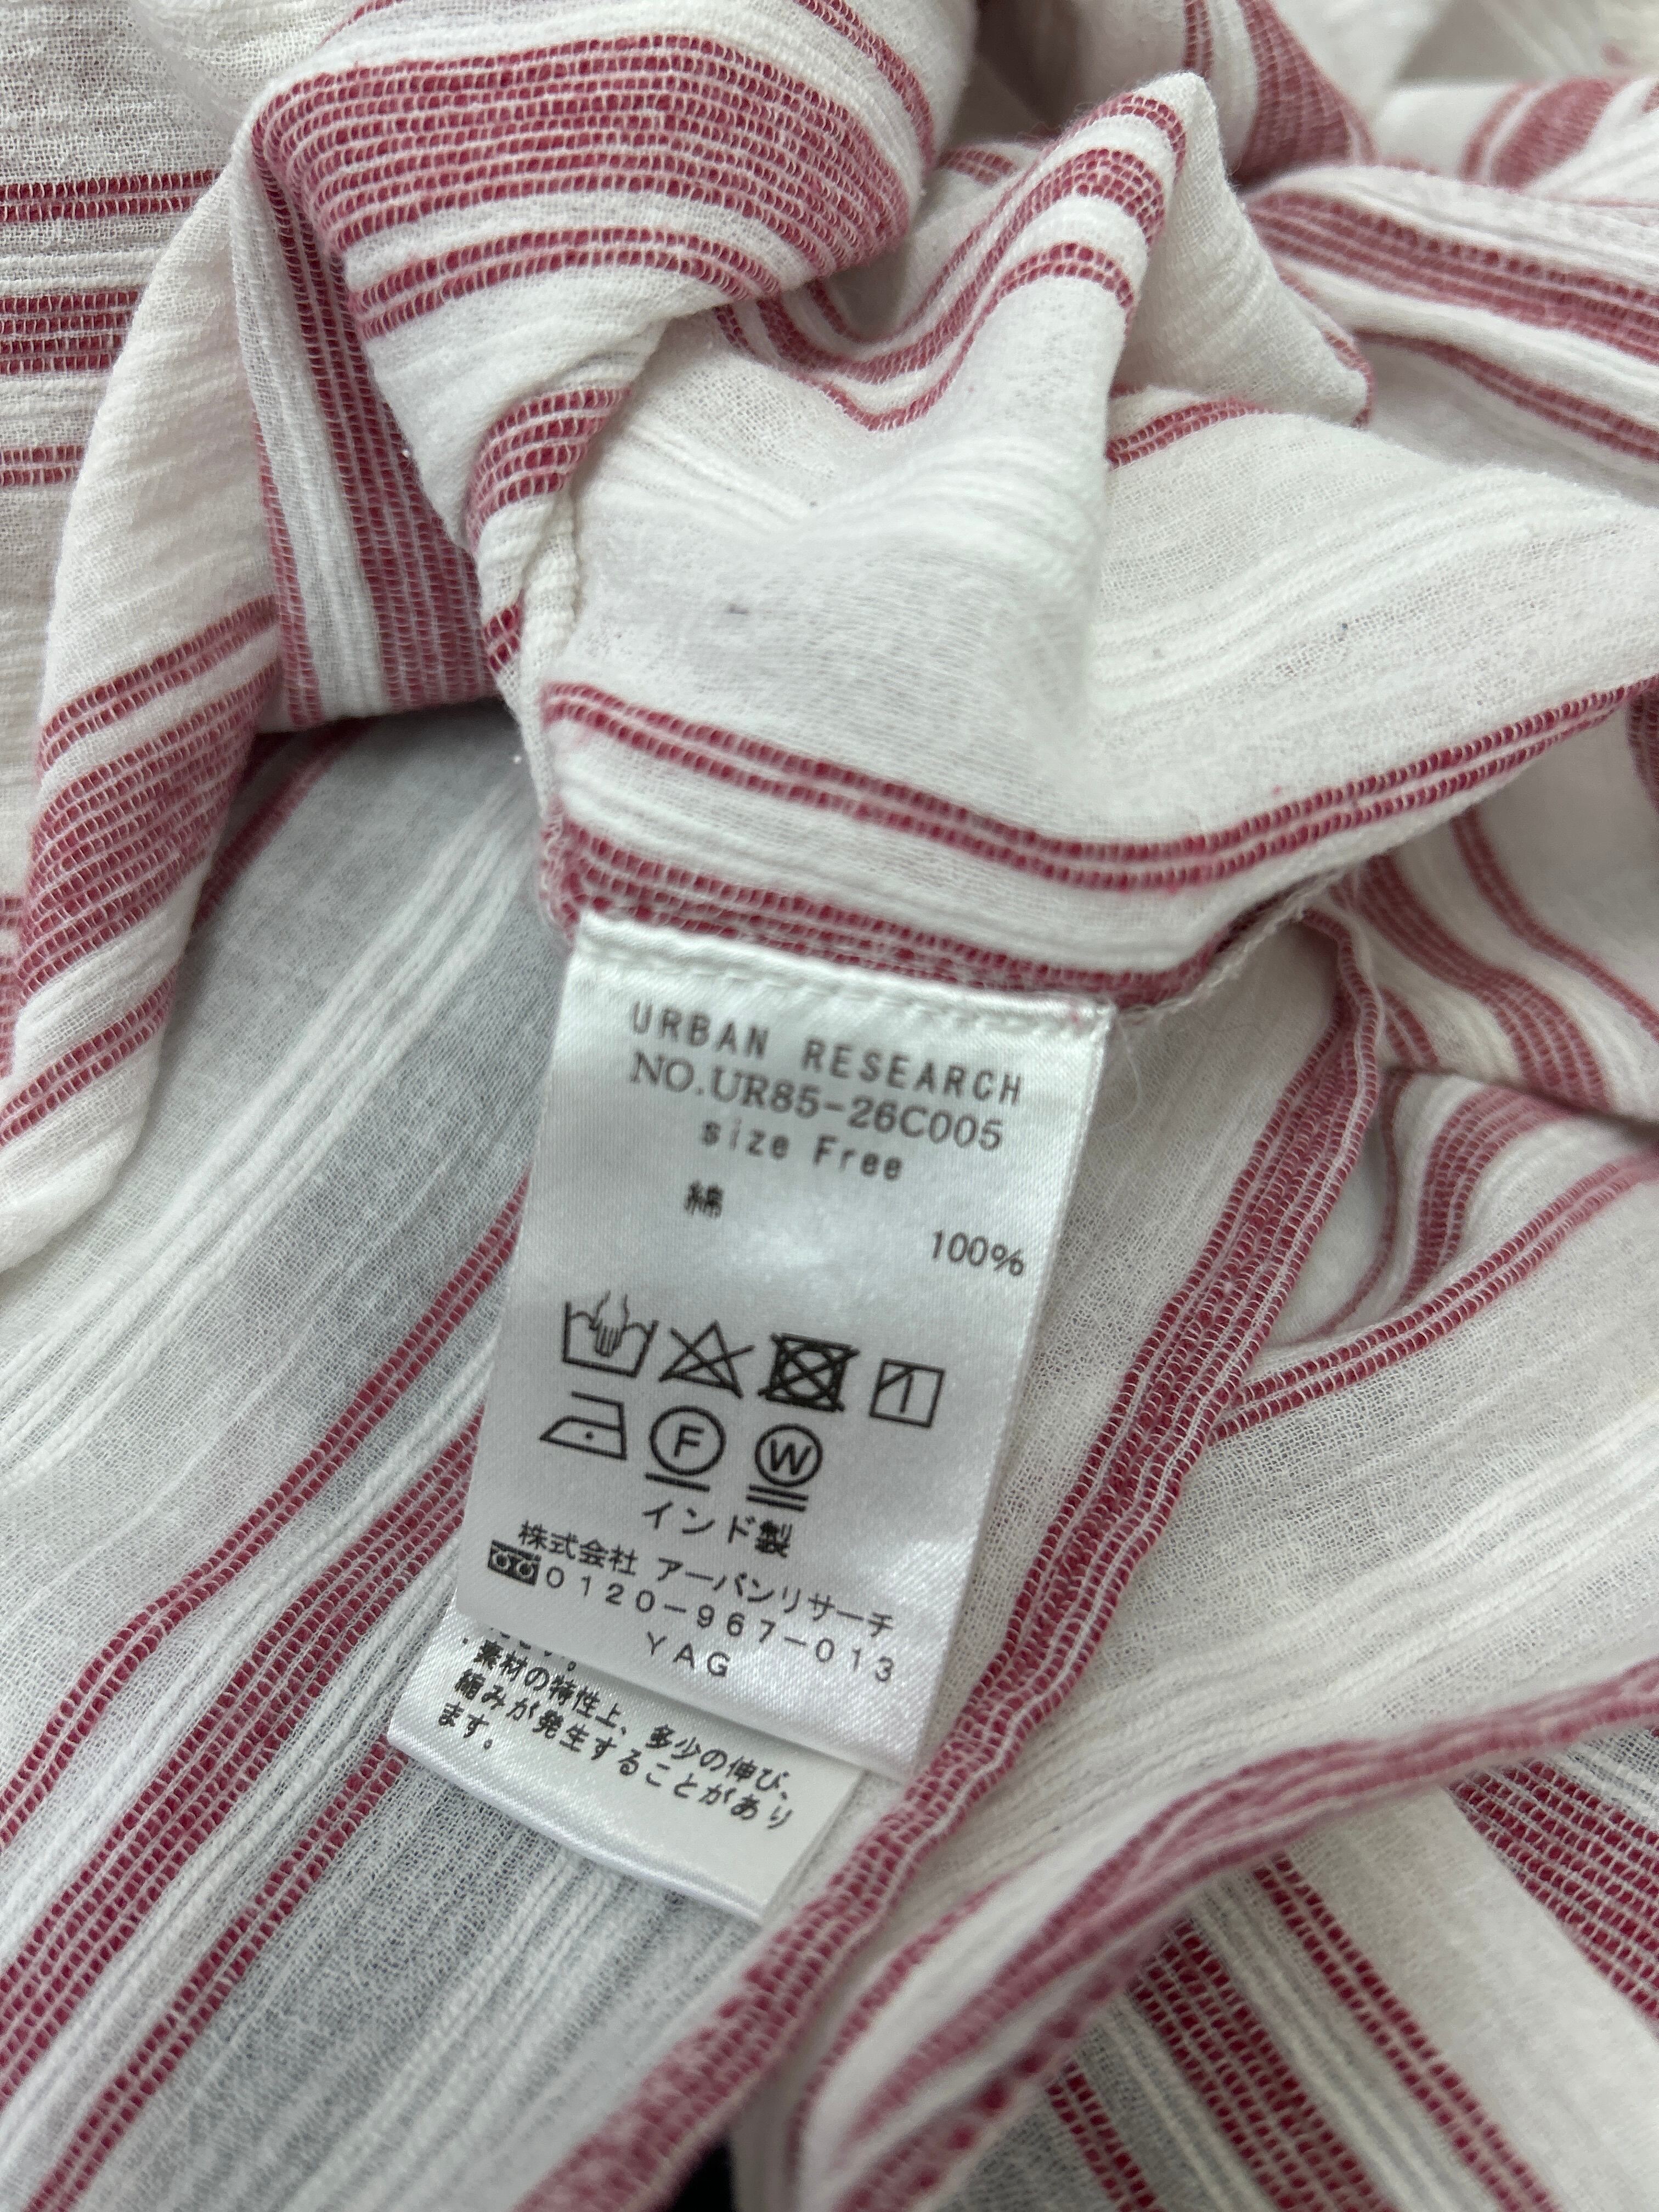 URBAN RESEARCH
NO.UR85-26C005
size Free
綿 100%
F W
インド製
株式会社 アーバンリサーチ
0120-967-013
YAG
素材の特性上、多少の伸び、
縮みが発生することがあり
ます。